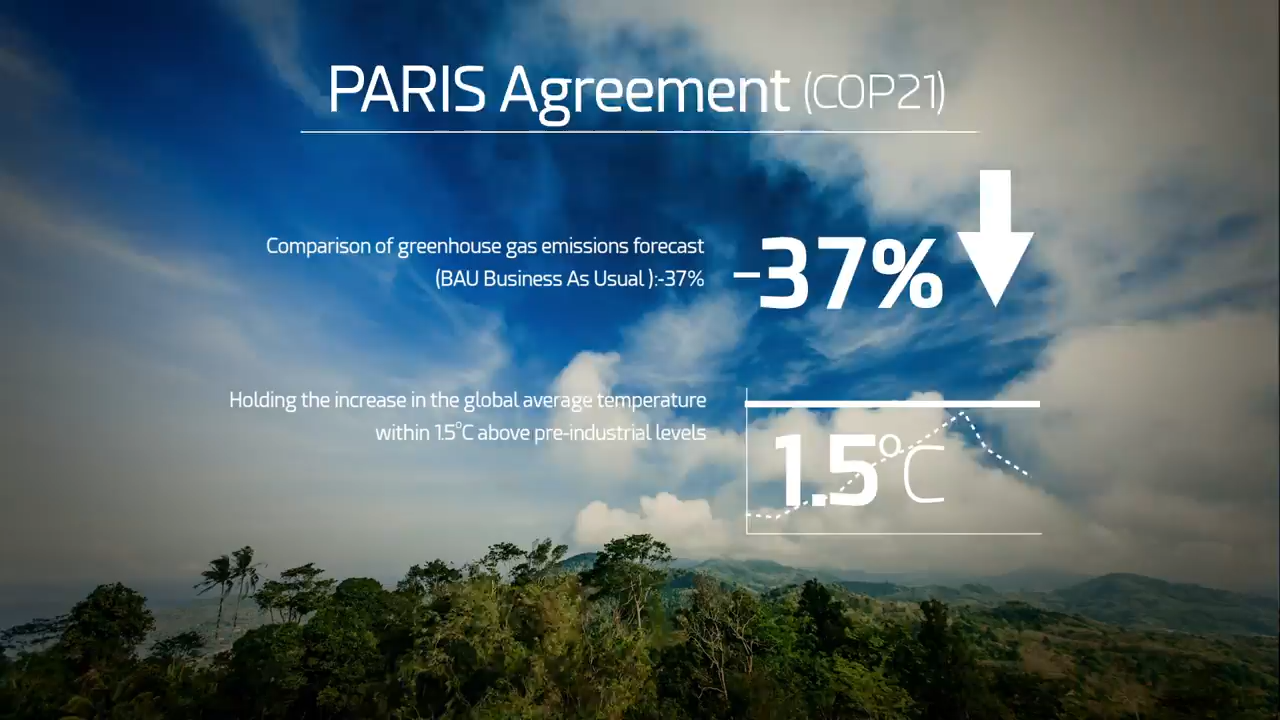 PARIS Agreement (COP21)
Comparison of greenhouse gas emissions forecast
(BAU Business As Usual ):-37%
-37%
Holding the increase in the global average temperature
within 1.5°C above pre-industrial levels
1.5°C